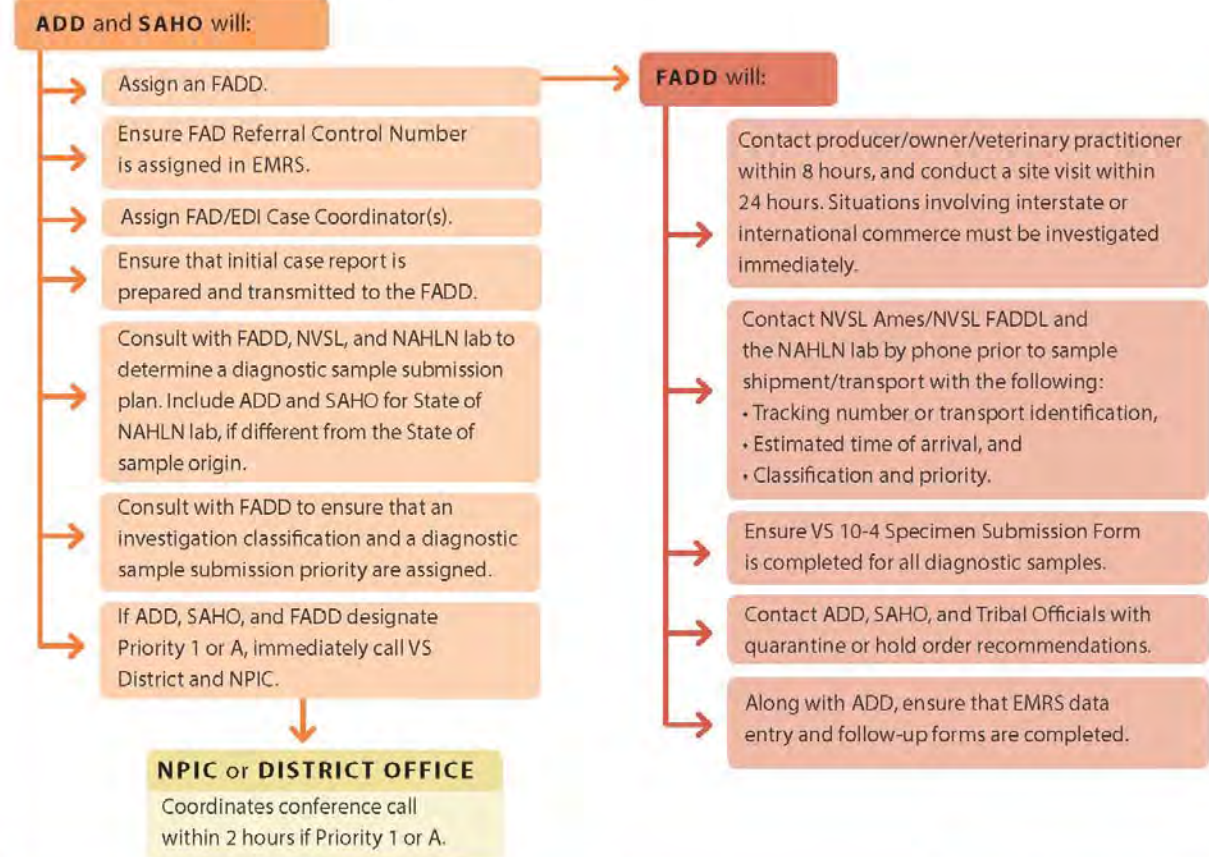 ADD and SAHO will:
Assign an FADD.
Ensure FAD Referral Control Number
is assigned in EMRS.
Assign FAD/EDI Case Coordinator(s).
Ensure that initial case report is
prepared and transmitted to the FADD.
Consult with FADD, NVSL, and NAHLN lab to
determine a diagnostic sample submission
plan. Include ADD and SAHO for State of
NAHLN lab, if different from the State of
sample origin.
Consult with FADD to ensure that an
investigation classification and a diagnostic
sample submission priority are assigned.
If ADD, SAHO, and FADD designate
Priority 1 or A, immediately call VS
District and NPIC.
NPIC or DISTRICT OFFICE
Coordinates conference call
within 2 hours if Priority 1 or A.
FADD will:
Contact producer/owner/veterinary practitioner
within 8 hours, and conduct a site visit within
24 hours. Situations involving interstate or
international commerce must be investigated
immediately.
Contact NVSL Ames/NVSL FADDL and
the NAHLN lab by phone prior to sample
shipment/transport with the following:
• Tracking number or transport identification,
• Estimated time of arrival, and
• Classification and priority.
Ensure VS 10-4 Specimen Submission Form
is completed for all diagnostic samples.
Contact ADD, SAHO, and Tribal Officials with
quarantine or hold order recommendations.
Along with ADD, ensure that EMRS data
entry and follow-up forms are completed.